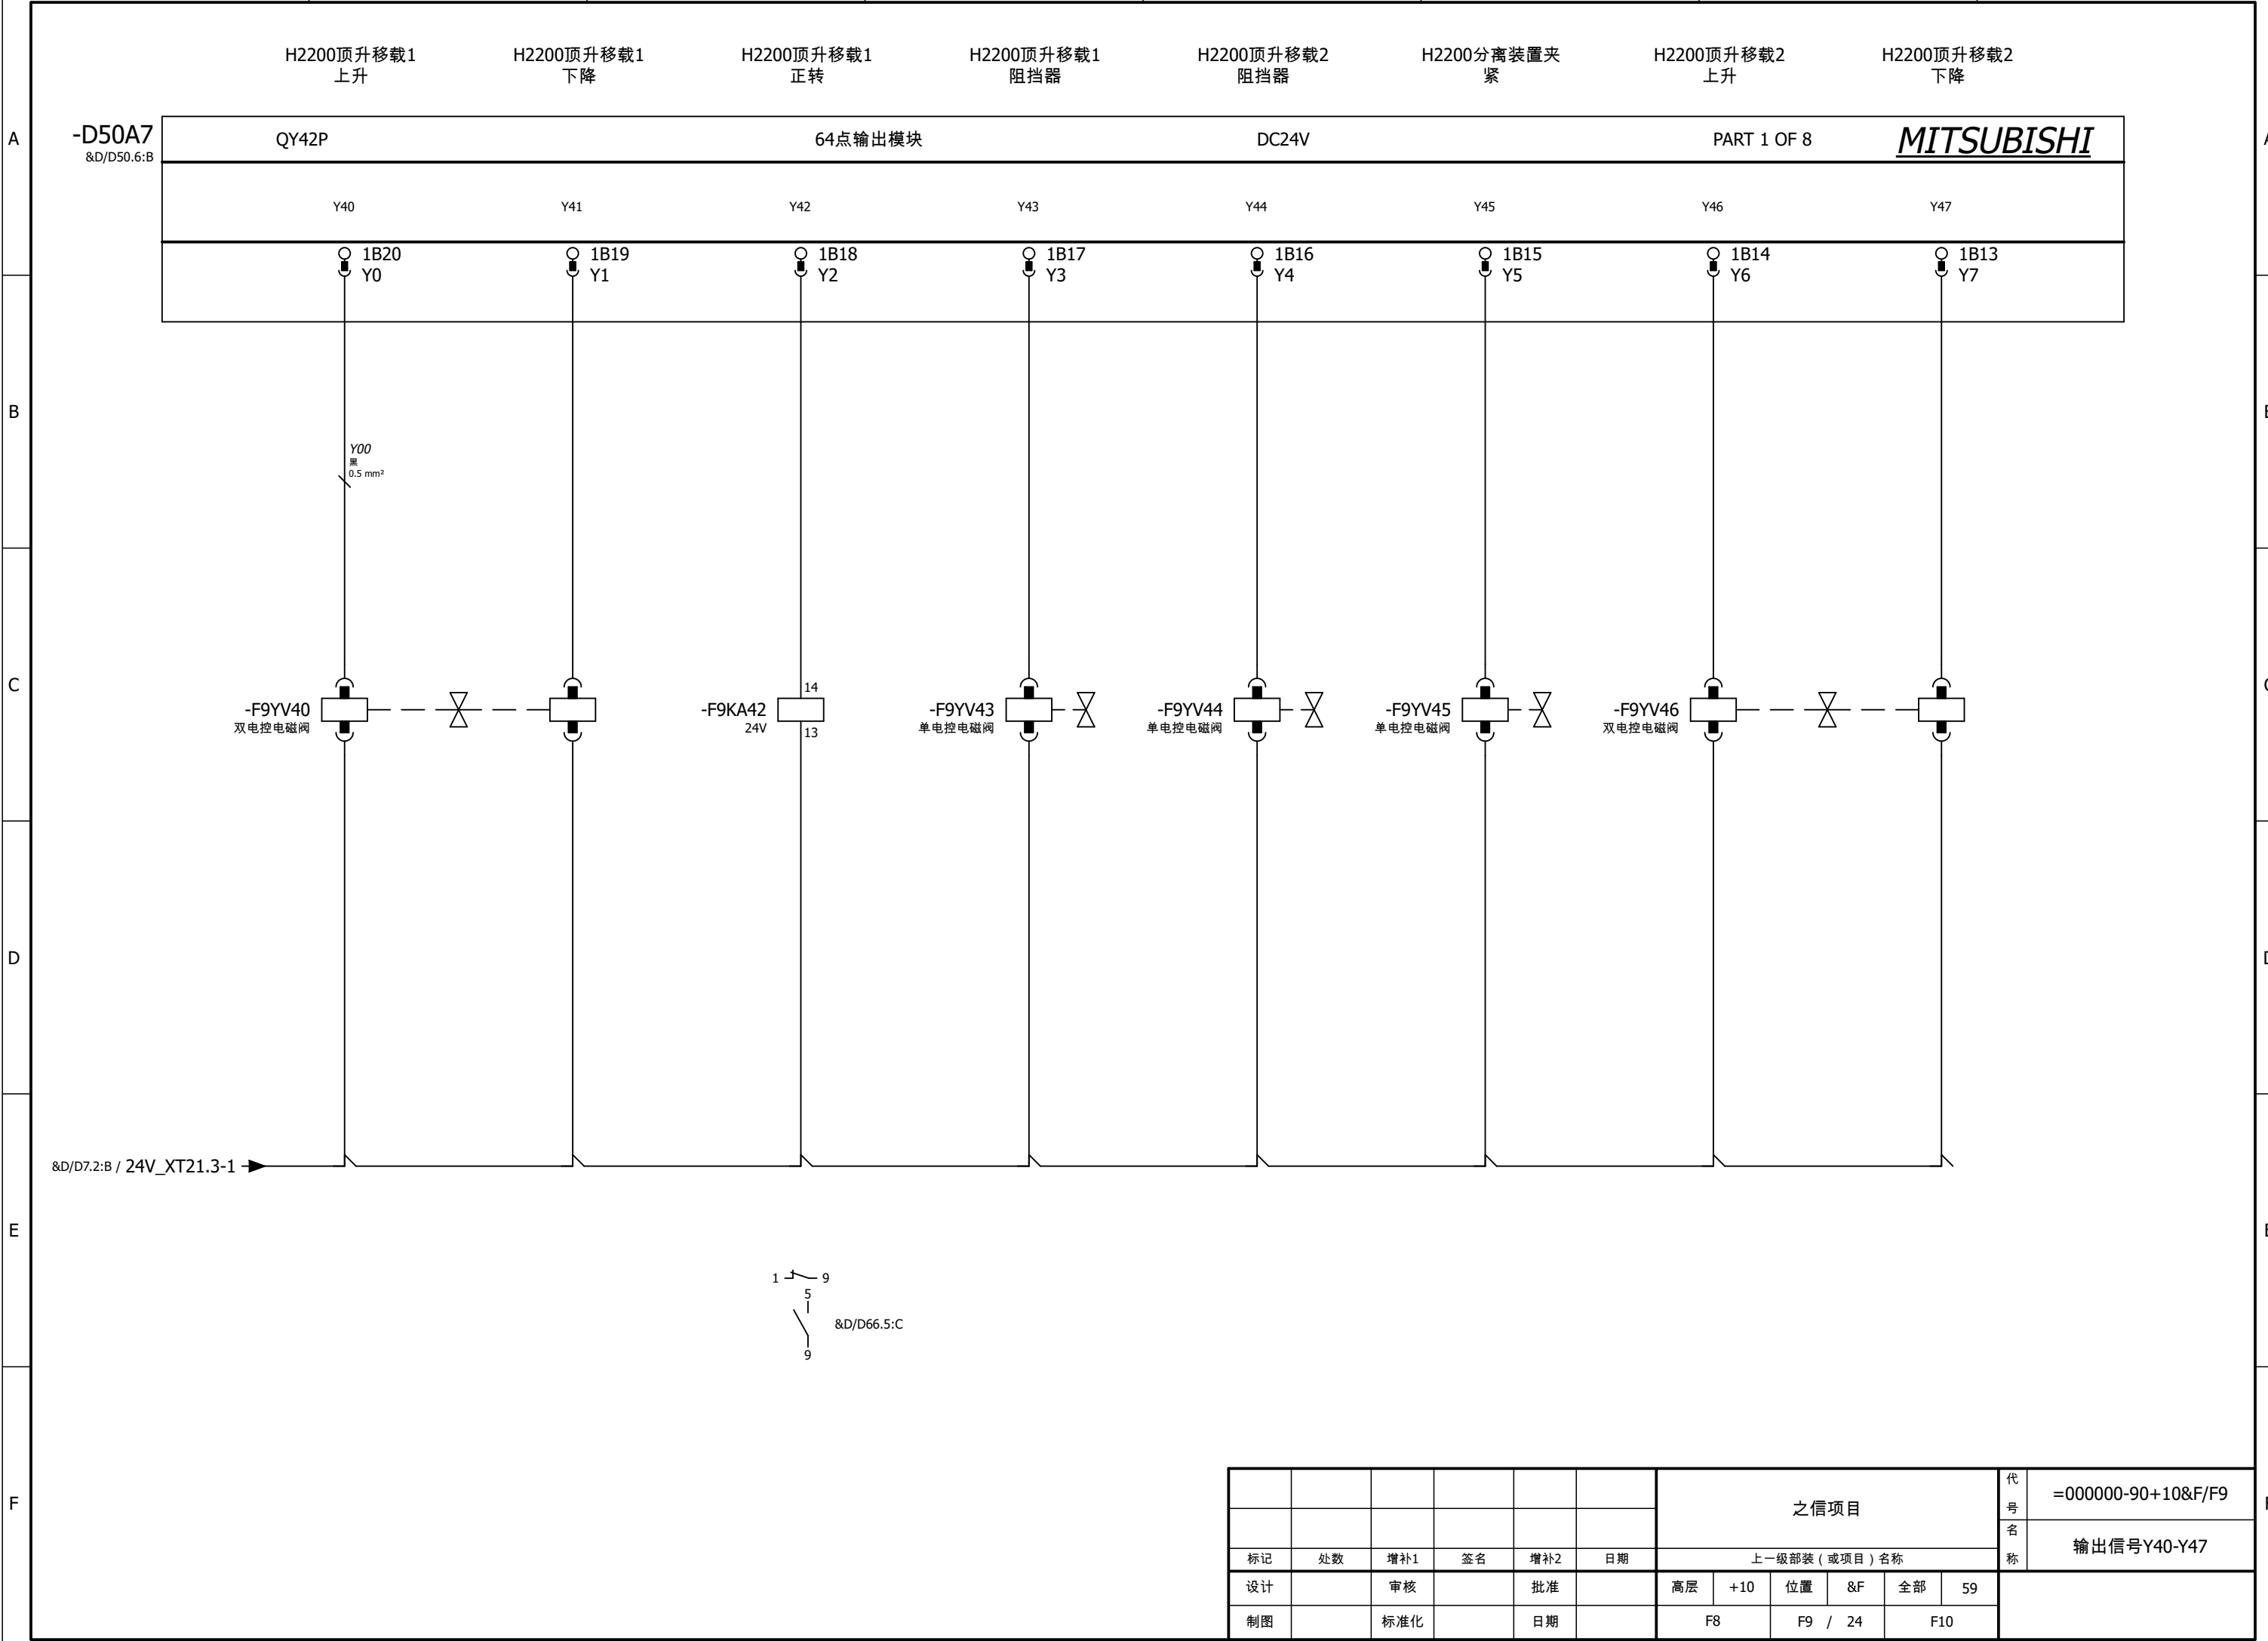 H2200顶升移载1
上升
H2200顶升移载1
下降
H2200顶升移载1
正转
H2200顶升移载1
阻挡器
H2200顶升移载2
阻挡器
H2200分离装置夹
紧
H2200顶升移载2
上升
H2200顶升移载2
下降
A
-D50A7
&D/D50.6:B
QY42P
64点输出模块
DC24V
PART 1 OF 8
MITSUBISHI
Y40
Y41
Y42
Y43
Y44
Y45
Y46
Y47
1B20
Y0
1B19
Y1
1B18
Y2
1B17
Y3
1B16
Y4
1B15
Y5
1B14
Y6
1B13
Y7
B
Y00
黑
0.5 mm²
C
-F9YV40
双电控电磁阀
-F9KA42
24V
14
13
-F9YV43
单电控电磁阀
-F9YV44
单电控电磁阀
-F9YV45
单电控电磁阀
-F9YV46
双电控电磁阀
D
&D/D7.2:B / 24V_XT21.3-1
E
1 9
5
&D/D66.5:C
9
F
之信项目
代号
=000000-90+10&F/F9
名称
输出信号Y40-Y47
标记 处数 增补1 签名 增补2 日期 上一级部装(或项目)名称
设计 审核 批准 高层 +10 位置 &F 全部 59
制图 标准化 日期 F8 F9 / 24 F10